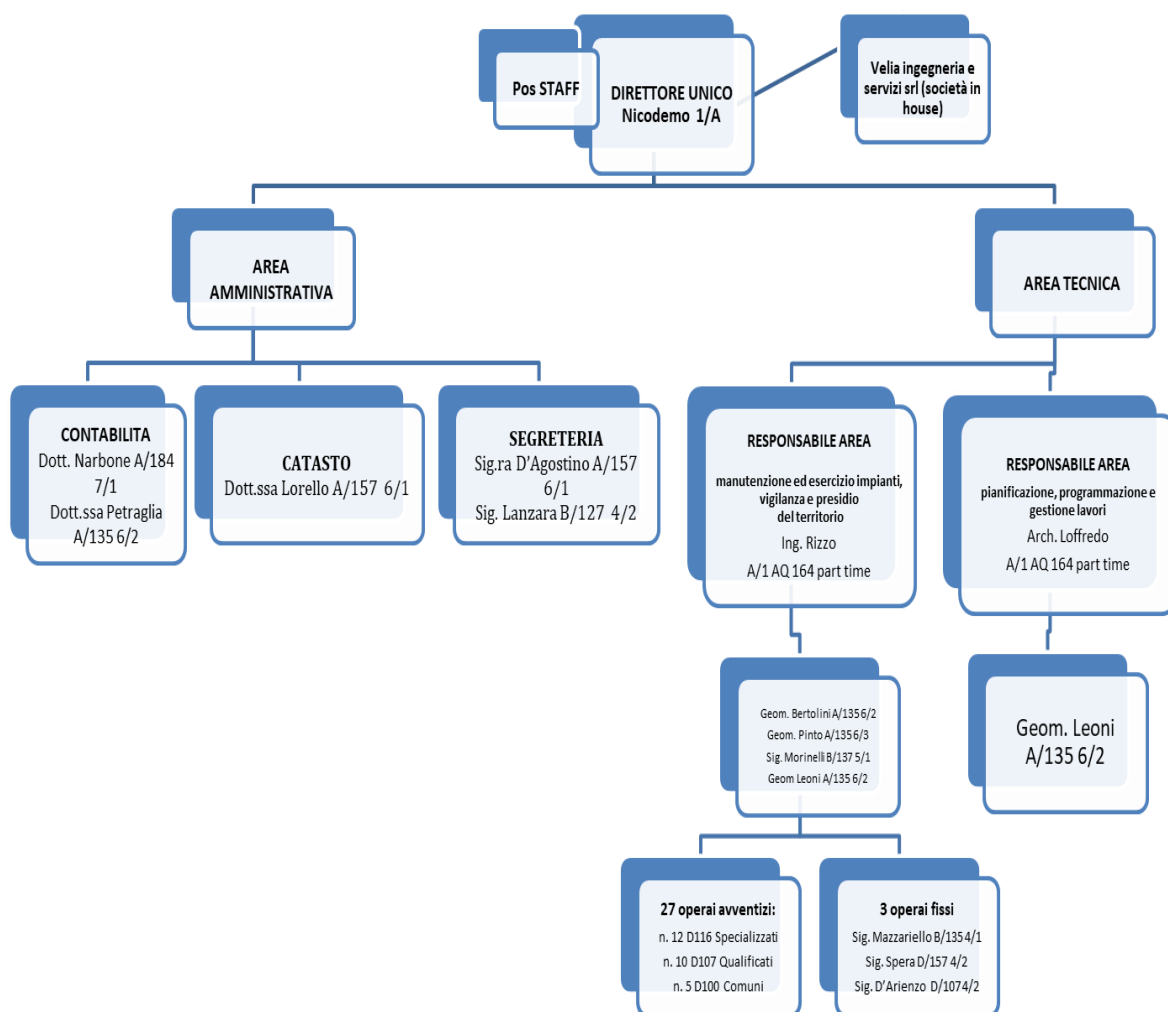 Pos STAFF
DIRETTORE UNICO
Nicodemo 1/A
Velia ingegneria e
servizi srl (società in
house)
AREA
AMMINISTRATIVA
AREA TECNICA
CONTABILITA
Dott. Narbone A/184
7/1
Dott.ssa Petraglia
A/135 6/2
CATASTO
Dott.ssa Lorello A/157 6/1
SEGRETERIA
Sig.ra D'Agostino A/157
6/1
Sig. Lanzara B/127 4/2
RESPONSABILE AREA
manutenzione ed esercizio impianti,
vigilanza e presidio
del territorio
Ing. Rizzo
A/1 AQ 164 part time
RESPONSABILE AREA
pianificazione, programmazione e
gestione lavori
Arch. Loffredo
A/1 AQ 164 part time
Geom. Bertolini A/135 6/2
Geom. Pinto A/135 6/3
Sig. Morinelli B/137 5/1
Geom Leoni A/135 6/2
Geom. Leoni
A/135 6/2
27 operai avventizi:
n. 12 D116 Specializzati
n. 10 D107 Qualificati
n. 5 D100 Comuni
3 operai fissi
Sig. Mazzariello B/135 4/1
Sig. Spera D/157 4/2
Sig. D'Arienzo D/107 4/2